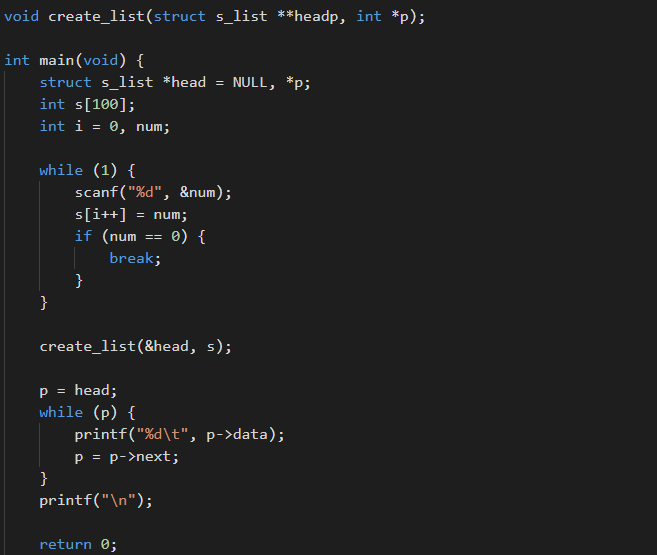 void create_list(struct s_list **headp, int *p);
int main(void) {
struct s_list *head = NULL, *p;
int s[100];
int i = 0, num;
while (1) {
scanf("%d", &num);
s[i++] = num;
if (num == 0) {
break;
}
}
create_list(&head, s);
p = head;
while (p) {
printf("%d\t", p->data);
p = p->next;
}
printf("\n");
return 0;